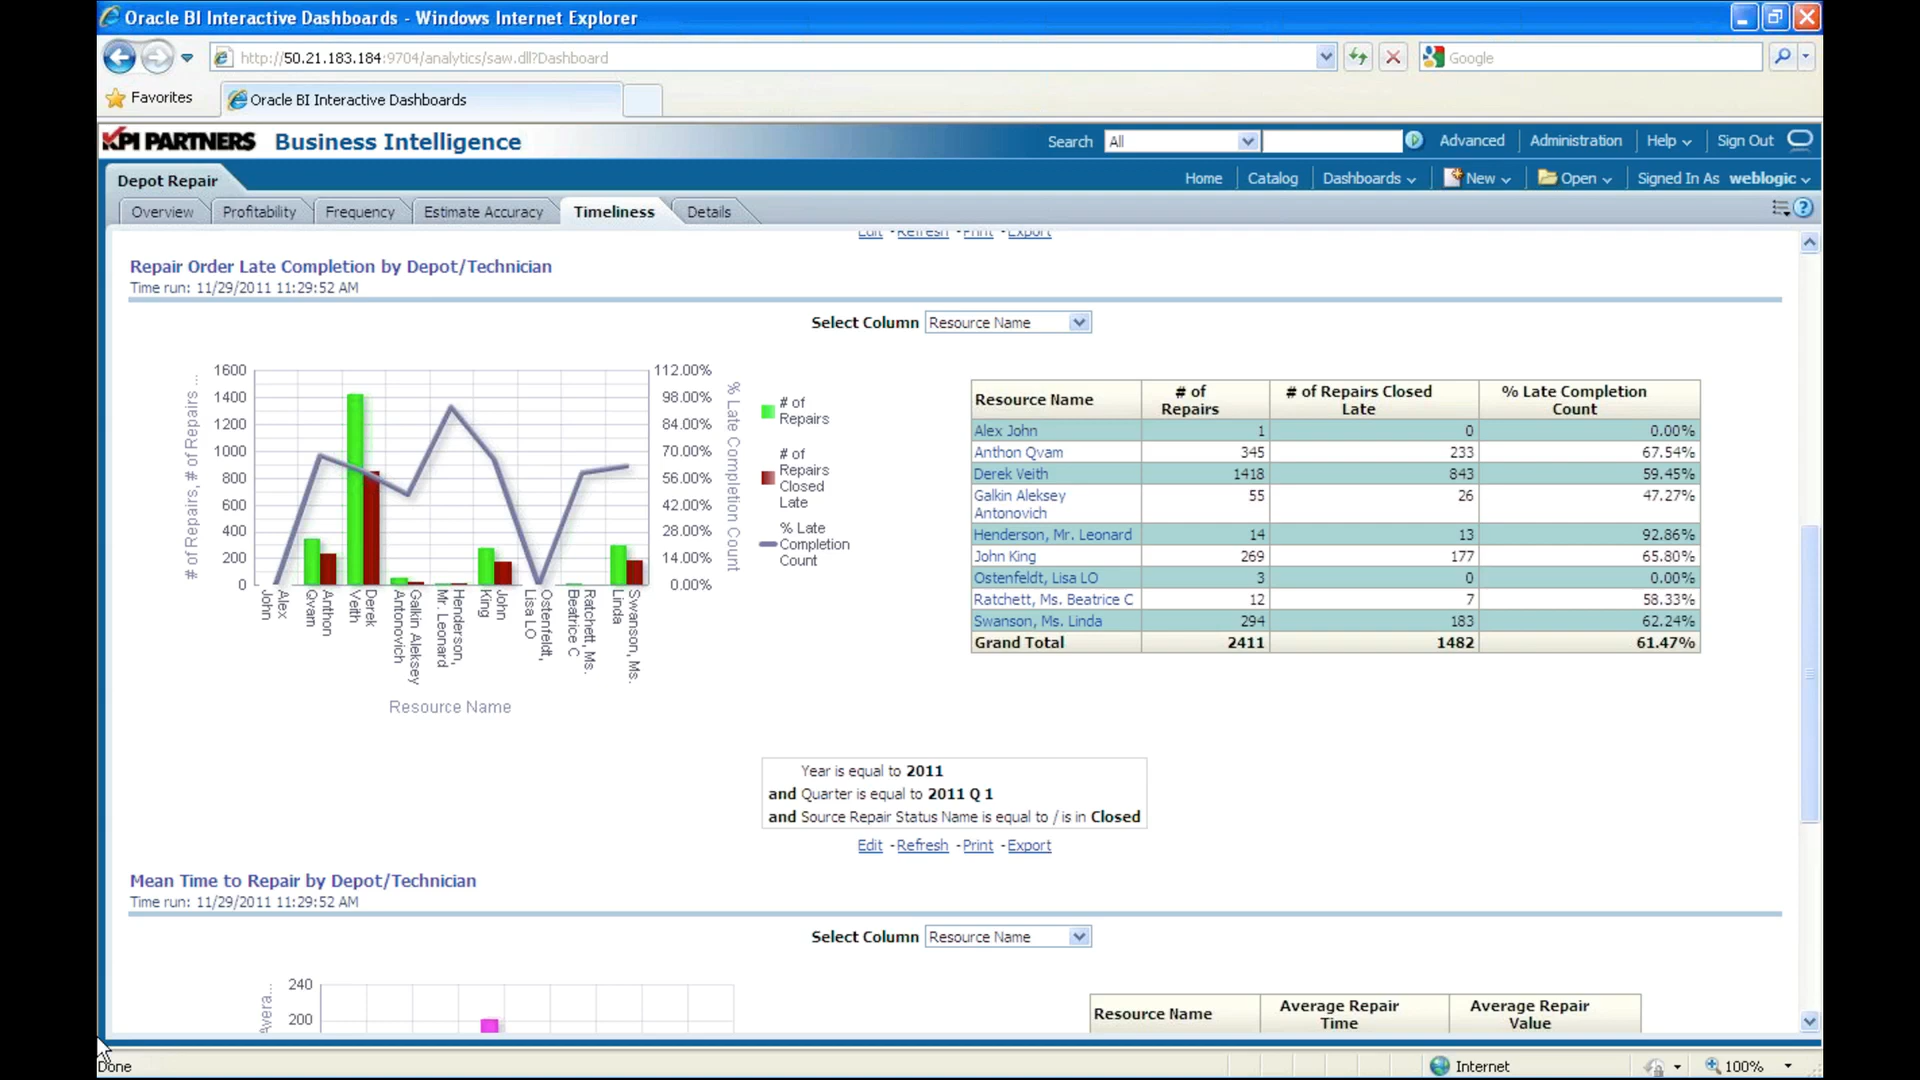 Oracle BI Interactive Dashboards - Windows Internet Explorer
http://50.21.183.184:9704/analytics/saw.dll?Dashboard
Google
Favorites
Oracle BI Interactive Dashboards
KPI PARTNERS Business Intelligence
Search All Advanced Administration Help Sign Out
Depot Repair
Home Catalog Dashboards New Open Signed In As weblogic
Overview Profitability Frequency Estimate Accuracy Timeliness Details
Edit - Refresh - Print - Export
Repair Order Late Completion by Depot/Technician
Time run: 11/29/2011 11:29:52 AM
Select Column Resource Name
# of Repairs, # of Repairs ...
1600
1400
1200
1000
800
600
400
200
0
112.00%
98.00%
84.00%
70.00%
56.00%
42.00%
28.00%
14.00%
0.00%
% Late Completion Count
Alex
John
Anthon
Qvam
Derek
Veith
Galkin Aleksey
Antonovich
Henderson,
Mr. Leonard
John
King
Ostenfeldt,
Lisa LO
Ratchett, Ms.
Beatrice C
Swanson, Ms.
Linda
Resource Name
# of
Repairs
# of
Repairs
Closed
Late
% Late
Completion
Count
Resource Name # of Repairs # of Repairs Closed Late % Late Completion Count
Alex John 1 0 0.00%
Anthon Qvam 345 233 67.54%
Derek Veith 1418 843 59.45%
Galkin Aleksey Antonovich 55 26 47.27%
Henderson, Mr. Leonard 14 13 92.86%
John King 269 177 65.80%
Ostenfeldt, Lisa LO 3 0 0.00%
Ratchett, Ms. Beatrice C 12 7 58.33%
Swanson, Ms. Linda 294 183 62.24%
Grand Total 2411 1482 61.47%
Year is equal to 2011
and Quarter is equal to 2011 Q 1
and Source Repair Status Name is equal to / is in Closed
Edit - Refresh - Print - Export
Mean Time to Repair by Depot/Technician
Time run: 11/29/2011 11:29:52 AM
Select Column Resource Name
Avera...
240
200
Resource Name Average Repair Time Average Repair Value
Done
Internet
100%